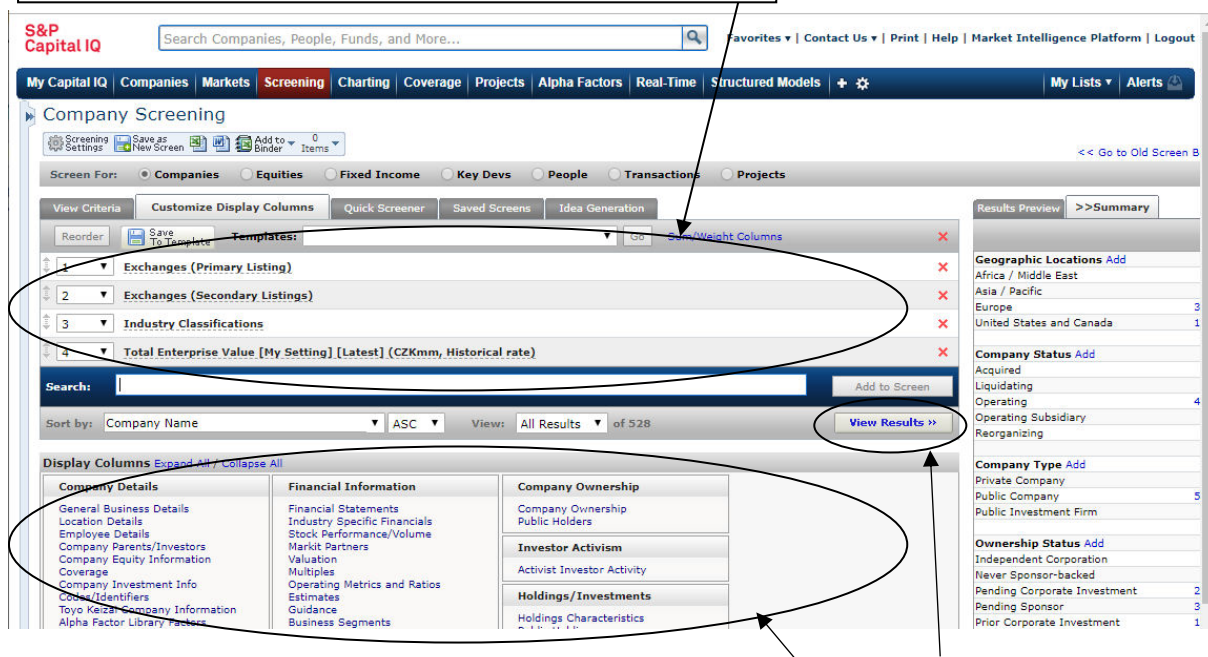 S&P
Capital IQ
Search Companies, People, Funds, and More...
Favorites ▾ | Contact Us ▾ | Print | Help | Market Intelligence Platform | Logout
My Capital IQ | Companies | Markets | Screening | Charting | Coverage | Projects | Alpha Factors | Real-Time | Structured Models | + | My Lists ▾ | Alerts
Company Screening
Screening Settings Save as New Screen Add to Binder 0 Items
<< Go to Old Screen B
Screen For: Companies Equities Fixed Income Key Devs People Transactions Projects
View Criteria Customize Display Columns Quick Screener Saved Screens Idea Generation
Reorder Save To Template Templates: Go Sum/Weight Columns
1 Exchanges (Primary Listing)
2 Exchanges (Secondary Listings)
3 Industry Classifications
4 Total Enterprise Value [My Setting] [Latest] (CZKmm, Historical rate)
Search: Add to Screen
Sort by: Company Name ASC View: All Results of 528 View Results »
Display Columns Expand All / Collapse All
Company Details
General Business Details
Location Details
Employee Details
Company Parents/Investors
Company Equity Information
Coverage
Company Investment Info
Codes/Identifiers
Toyo Keizai Company Information
Alpha Factor Library Factors
Financial Information
Financial Statements
Industry Specific Financials
Stock Performance/Volume
Markit Partners
Valuation
Multiples
Operating Metrics and Ratios
Estimates
Guidance
Business Segments
Company Ownership
Company Ownership
Public Holders
Investor Activism
Activist Investor Activity
Holdings/Investments
Holdings Characteristics
Results Preview >>Summary
Geographic Locations Add
Africa / Middle East
Asia / Pacific
Europe 3
United States and Canada 1
Company Status Add
Acquired
Liquidating
Operating 4
Operating Subsidiary
Reorganizing
Company Type Add
Private Company
Public Company 5
Public Investment Firm
Ownership Status Add
Independent Corporation
Never Sponsor-backed
Pending Corporate Investment 2
Pending Sponsor 3
Prior Corporate Investment 1